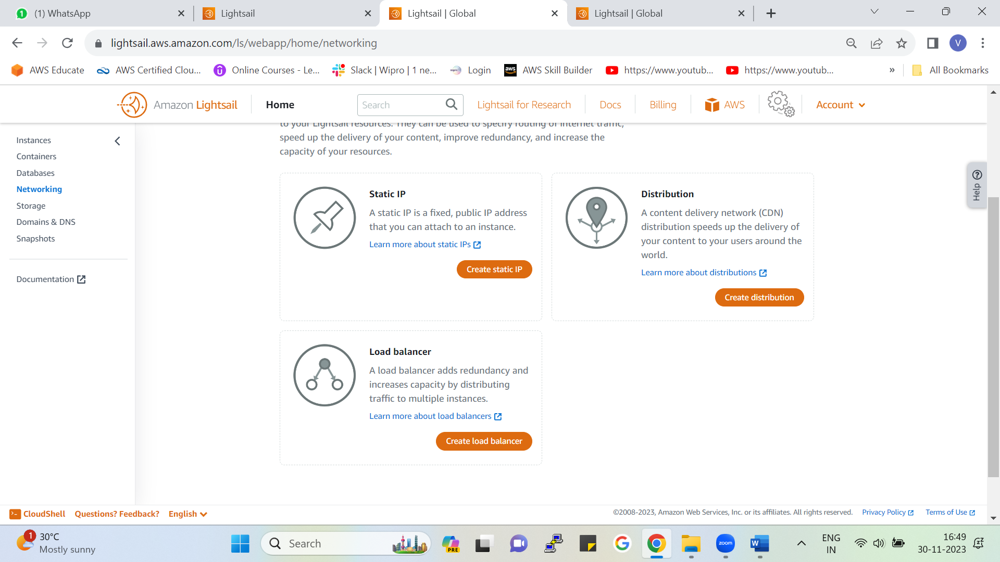 (1) WhatsApp
Lightsail
Lightsail | Global
Lightsail | Global
lightsail.aws.amazon.com/ls/webapp/home/networking
V
AWS Educate
AWS Certified Clou...
Online Courses - Le...
Slack | Wipro | 1 ne...
Login
AWS Skill Builder
https://www.youtub...
https://www.youtub...
»
All Bookmarks
Amazon Lightsail
Home
Search
Lightsail for Research
Docs
Billing
AWS
Account
to your Lightsail resources. They can be used to specify routing of internet traffic,
speed up the delivery of your content, improve redundancy, and increase the
capacity of your resources.
Instances
Containers
Databases
Networking
Storage
Domains & DNS
Snapshots
Documentation
Static IP
A static IP is a fixed, public IP address
that you can attach to an instance.
Learn more about static IPs
Create static IP
Distribution
A content delivery network (CDN)
distribution speeds up the delivery of
your content to your users around the
world.
Learn more about distributions
Create distribution
Load balancer
A load balancer adds redundancy and
increases capacity by distributing
traffic to multiple instances.
Learn more about load balancers
Create load balancer
Help
CloudShell
Questions? Feedback?
English
©2008-2023, Amazon Web Services, Inc. or its affiliates. All rights reserved.
Privacy Policy
Terms of Use
1
30°C
Mostly sunny
Search
PRE
zoom
W
ENG
IN
16:49
30-11-2023